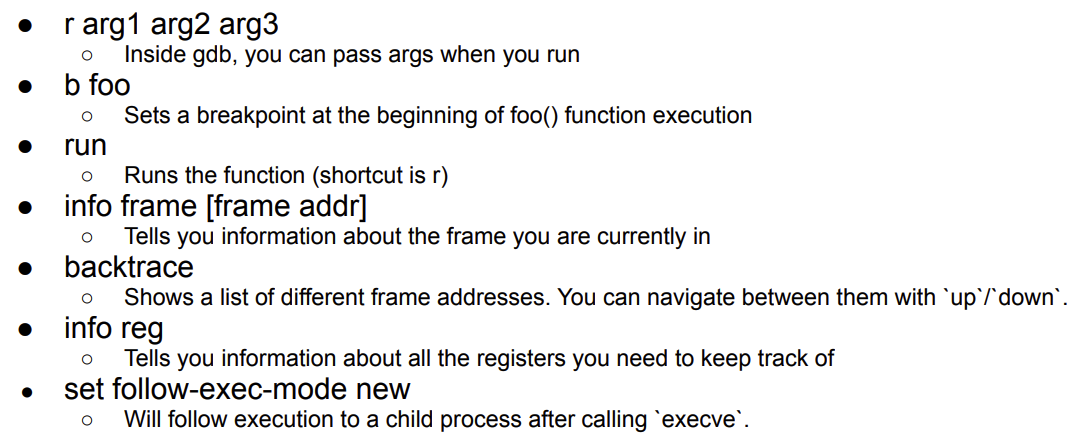 ● r arg1 arg2 arg3
○ Inside gdb, you can pass args when you run
● b foo
○ Sets a breakpoint at the beginning of foo() function execution
● run
○ Runs the function (shortcut is r)
● info frame [frame addr]
○ Tells you information about the frame you are currently in
● backtrace
○ Shows a list of different frame addresses. You can navigate between them with `up`/`down`.
● info reg
○ Tells you information about all the registers you need to keep track of
● set follow-exec-mode new
○ Will follow execution to a child process after calling `execve`.